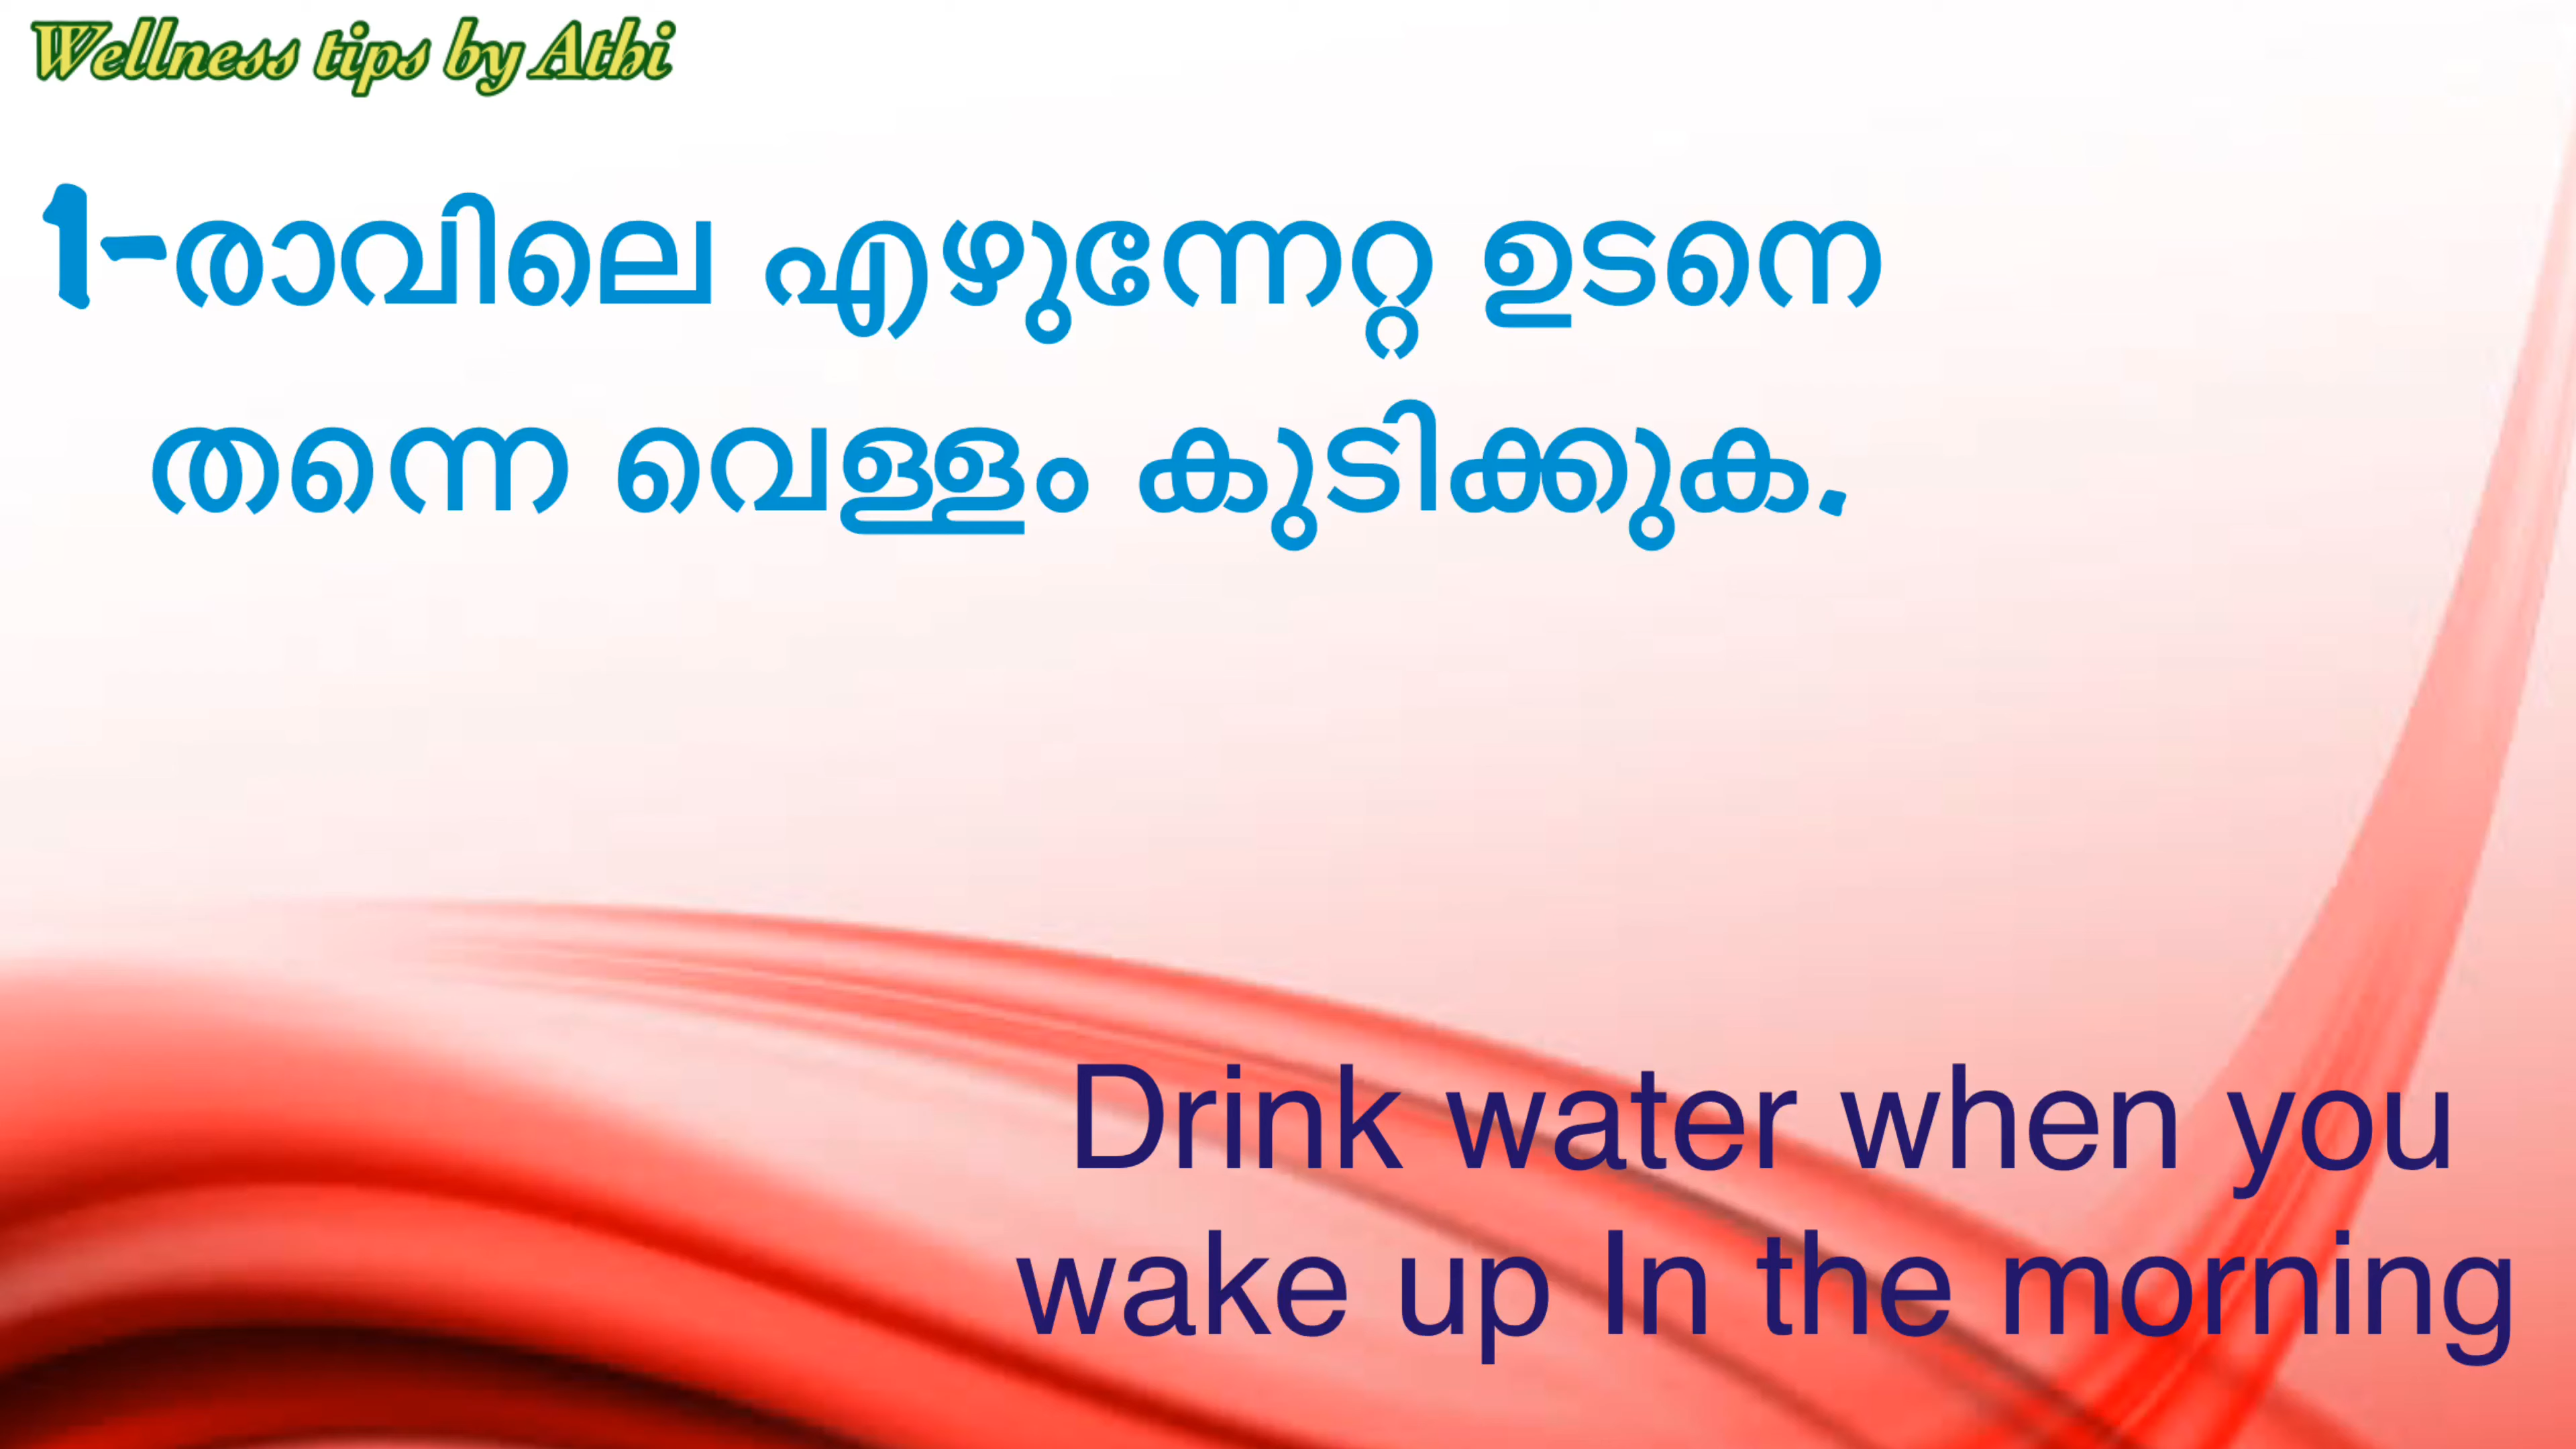 Wellness tips by Athi
1-രാവിലെ എഴുന്നേറ്റ ഉടനെ
തന്നെ വെള്ളം കുടിക്കുക.
Drink water when you
wake up In the morning